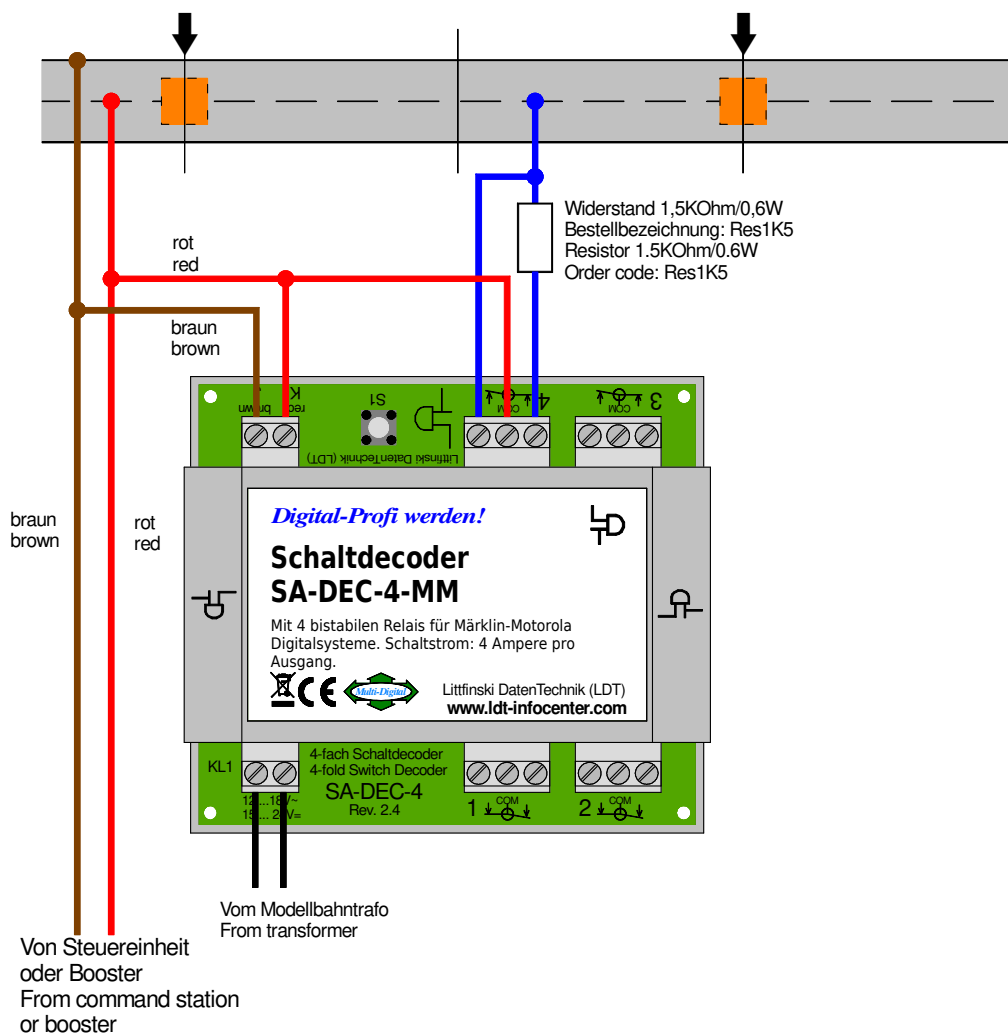 Widerstand 1,5KOhm/0,6W
Bestellbezeichnung: Res1K5
Resistor 1.5KOhm/0.6W
Order code: Res1K5
rot
red
braun
brown
brown
red
K
S1
COM
4
COM
3
Littfinski DatenTechnik (LDT)
braun
brown
rot
red
Digital-Profi werden!
Schaltdecoder
SA-DEC-4-MM
Mit 4 bistabilen Relais für Märklin-Motorola
Digitalsysteme. Schaltstrom: 4 Ampere pro
Ausgang.
CE
Multi-Digital
Littfinski DatenTechnik (LDT)
www.ldt-infocenter.com
KL1
4-fach Schaltdecoder
4-fold Switch Decoder
SA-DEC-4
Rev. 2.4
1
COM
2
COM
Vom Modellbahntrafo
From transformer
Von Steuereinheit
oder Booster
From command station
or booster